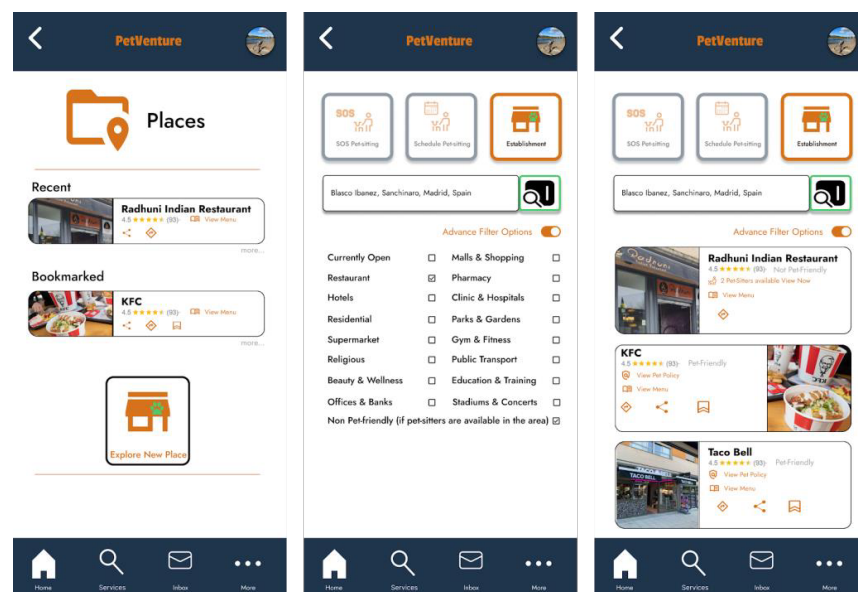 PetVenture
Places
Recent
Radhuni Indian Restaurant
4.5 (93) View Menu
more...
Bookmarked
KFC
4.5 (93) View Menu
more...
Explore New Place
Home Services Inbox More
PetVenture
SOS
SOS Pet-sitting Schedule Pet-sitting Establishment
Blasco Ibanez, Sanchinaro, Madrid, Spain
Advance Filter Options
Currently Open Malls & Shopping
Restaurant Pharmacy
Hotels Clinic & Hospitals
Residential Parks & Gardens
Supermarket Gym & Fitness
Religious Public Transport
Beauty & Wellness Education & Training
Offices & Banks Stadiums & Concerts
Non Pet-friendly (if pet-sitters are available in the area)
Home Services Inbox More
PetVenture
SOS
SOS Pet-sitting Schedule Pet-sitting Establishment
Blasco Ibanez, Sanchinaro, Madrid, Spain
Advance Filter Options
Radhuni
Radhuni Indian Restaurant
4.5 (93) Not Pet-Friendly
2 PetSitters available View Now
View Menu
KFC
4.5 (93) Pet-Friendly
View Pet Policy
View Menu
KFC
TACO BELL
Taco Bell
4.5 (93) Pet-Friendly
View Pet Policy
View Menu
Home Services Inbox More